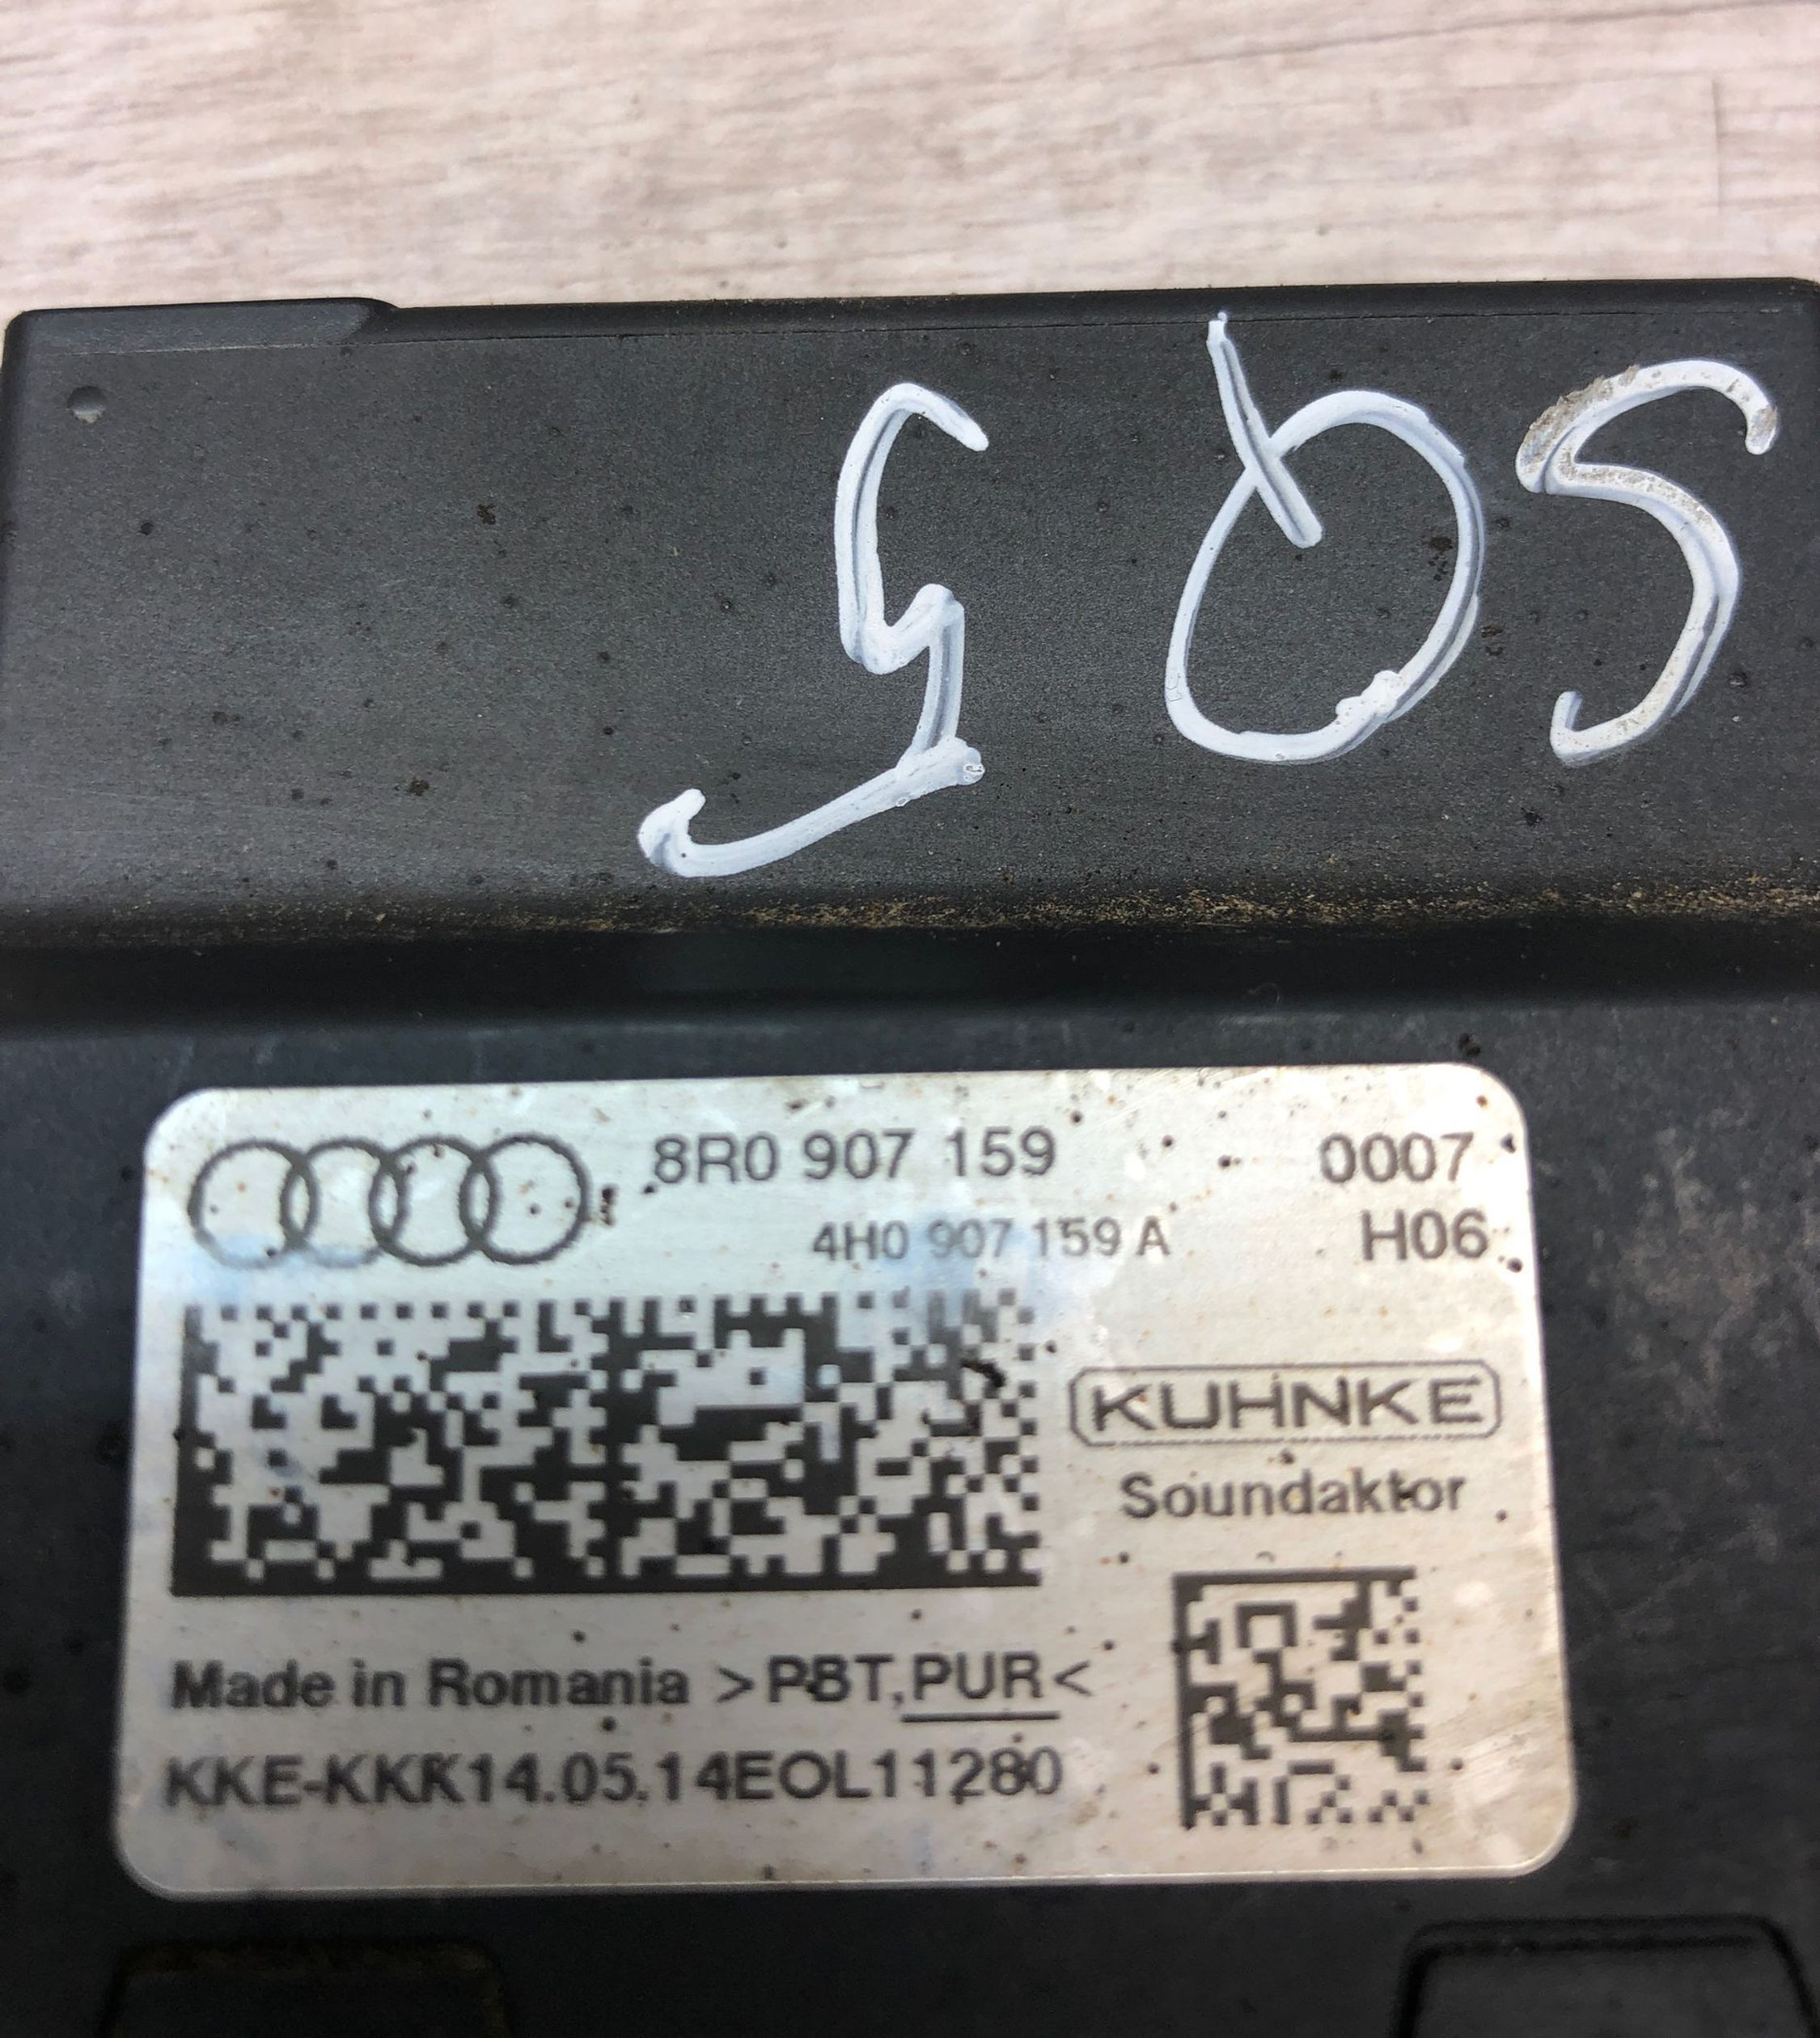 SQ5
8R0 907 159 0007
4H0 907 159 A H06
KUHNKE
Soundaktor
Made in Romania >PBT,PUR<
KKE-KKK14.05.14EOL11280